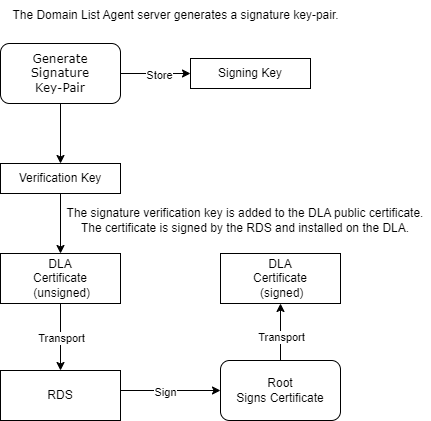 The Domain List Agent server generates a signature key-pair.
Generate
Signature
Key-Pair
Store
Signing Key
Verification Key
The signature verification key is added to the DLA public certificate.
The certificate is signed by the RDS and installed on the DLA.
DLA
Certificate
(unsigned)
DLA
Certificate
(signed)
Transport
Transport
RDS
Sign
Root
Signs Certificate